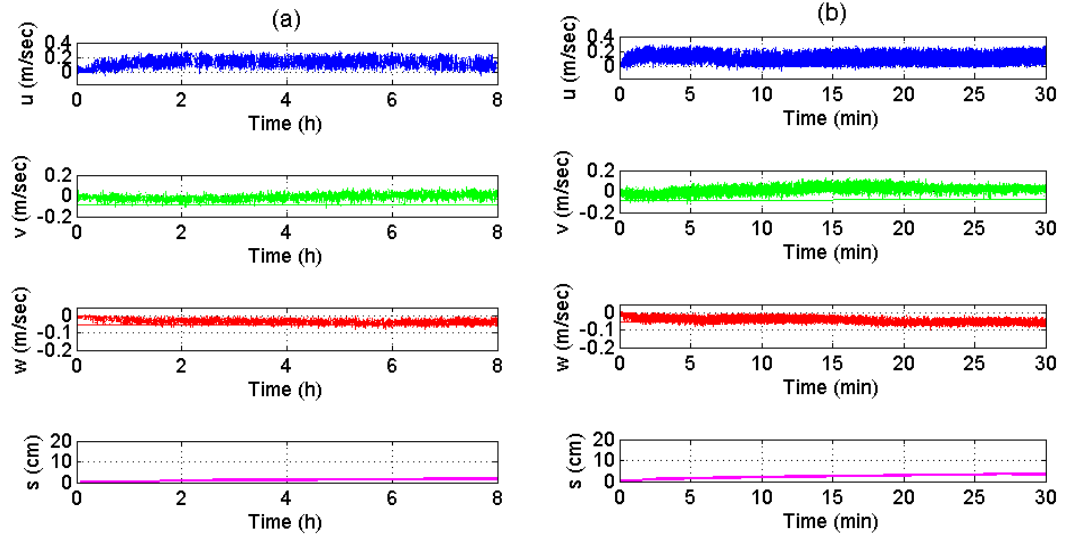 (a)
u (m/sec)
0.4
0.2
0
0 2 4 6 8
Time (h)
v (m/sec)
0.2
0
-0.2
0 2 4 6 8
Time (h)
w (m/sec)
0
-0.1
-0.2
0 2 4 6 8
Time (h)
s (cm)
20
10
0
0 2 4 6 8
Time (h)
(b)
u (m/sec)
0.4
0.2
0
0 5 10 15 20 25 30
Time (min)
v (m/sec)
0.2
0
-0.2
0 5 10 15 20 25 30
Time (min)
w (m/sec)
0
-0.1
-0.2
0 5 10 15 20 25 30
Time (min)
s (cm)
20
10
0
0 5 10 15 20 25 30
Time (min)